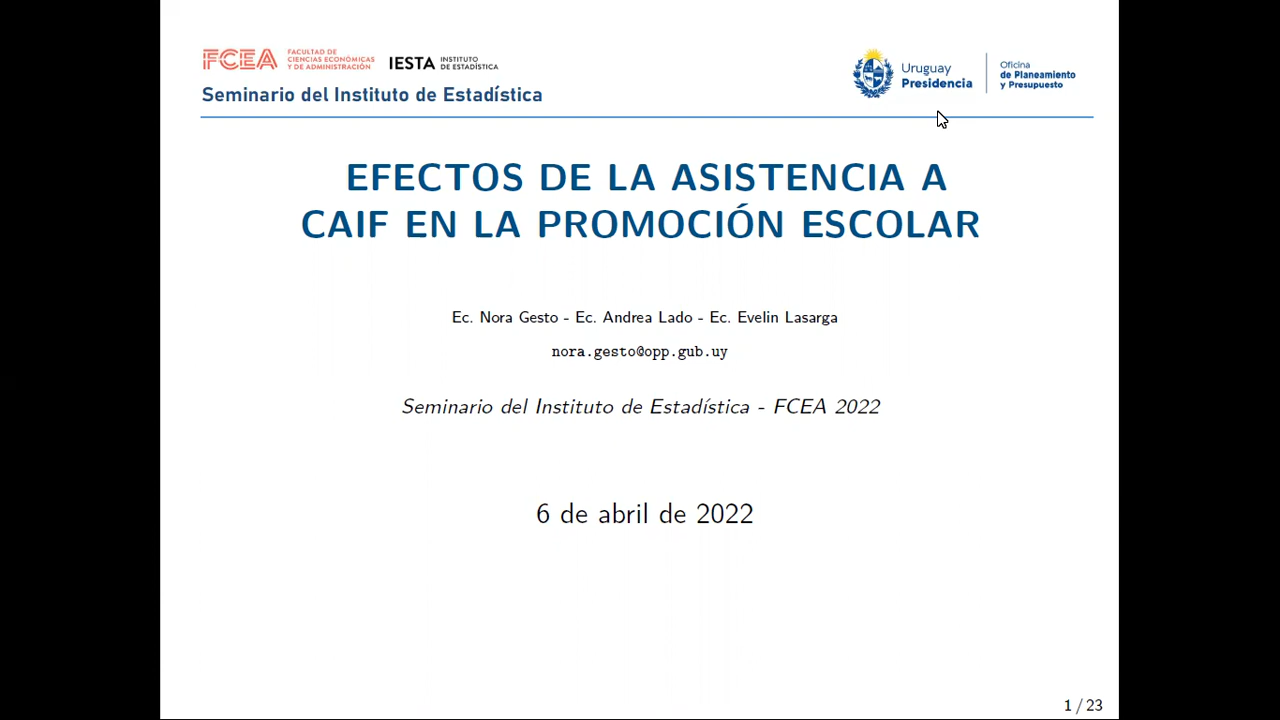 FCEA FACULTAD DE
CIENCIAS ECONÓMICAS
Y DE ADMINISTRACIÓN
IESTA INSTITUTO
DE ESTADÍSTICA
Seminario del Instituto de Estadística
Uruguay
Presidencia
Oficina
de Planeamiento
y Presupuesto
EFECTOS DE LA ASISTENCIA A
CAIF EN LA PROMOCIÓN ESCOLAR
Ec. Nora Gesto - Ec. Andrea Lado - Ec. Evelin Lasarga
nora.gesto@opp.gub.uy
Seminario del Instituto de Estadística - FCEA 2022
6 de abril de 2022
1 / 23